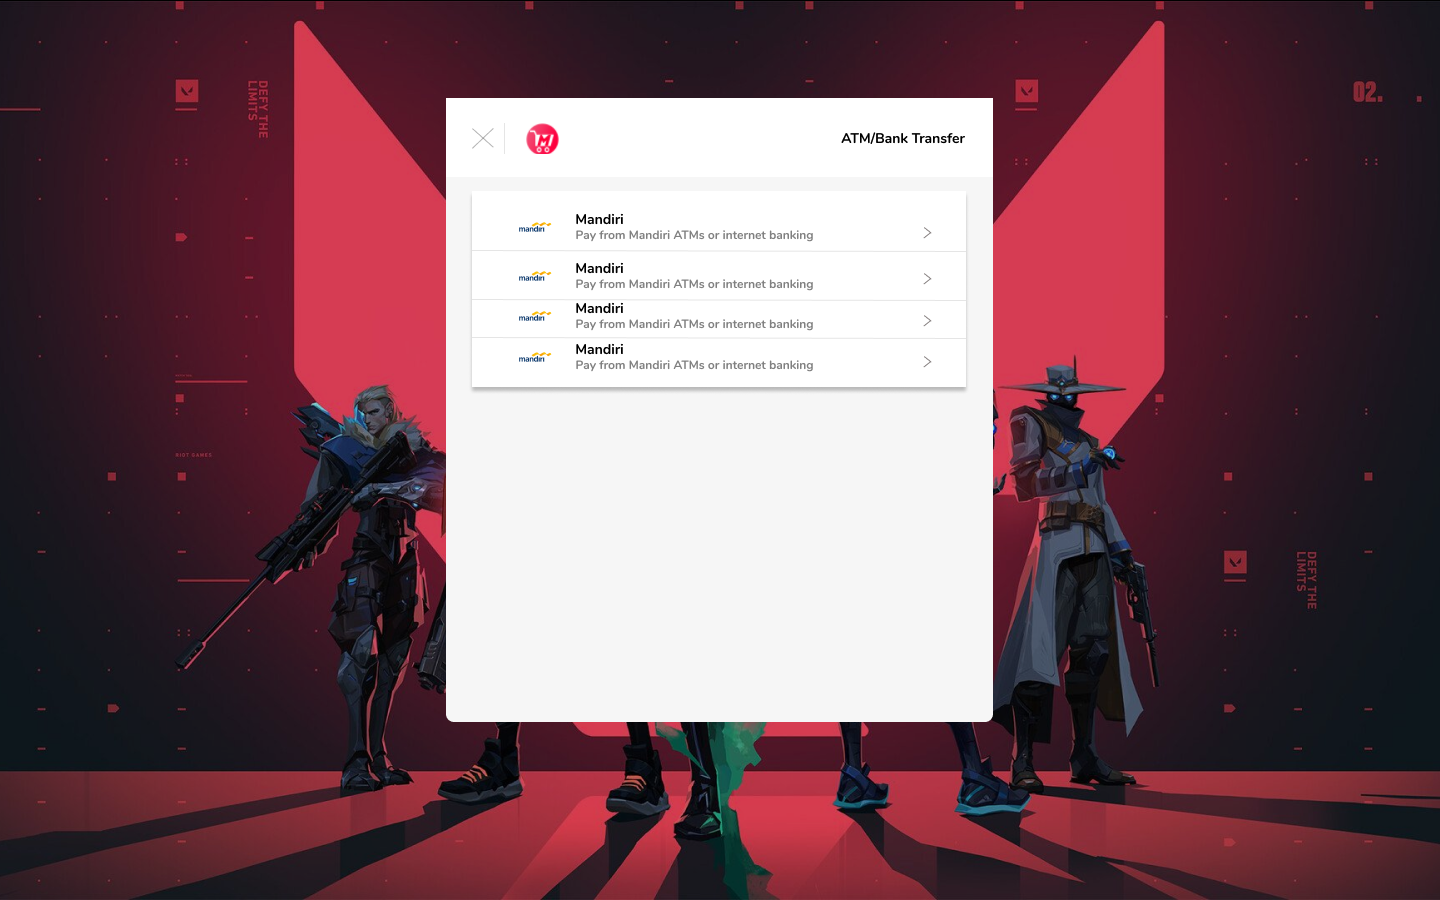 DEFY THE
LIMITS
02.
ATM/Bank Transfer
mandiri
Mandiri
Pay from Mandiri ATMs or internet banking
mandiri
Mandiri
Pay from Mandiri ATMs or internet banking
mandiri
Mandiri
Pay from Mandiri ATMs or internet banking
mandiri
Mandiri
Pay from Mandiri ATMs or internet banking
RIOT GAMES
DEFY THE
LIMITS